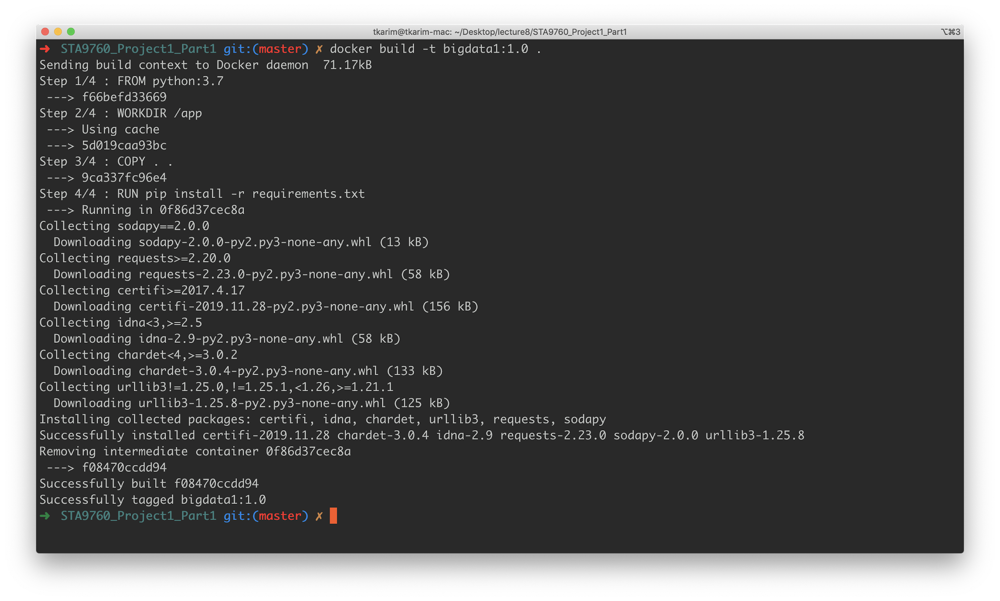 tkarim@tkarim-mac: ~/Desktop/lecture8/STA9760_Project1_Part1 ⌥⌘3
➜ STA9760_Project1_Part1 git:(master) ✗ docker build -t bigdata1:1.0 .
Sending build context to Docker daemon  71.17kB
Step 1/4 : FROM python:3.7
 ---> f66befd33669
Step 2/4 : WORKDIR /app
 ---> Using cache
 ---> 5d019caa93bc
Step 3/4 : COPY . .
 ---> 9ca337fc96e4
Step 4/4 : RUN pip install -r requirements.txt
 ---> Running in 0f86d37cec8a
Collecting sodapy==2.0.0
  Downloading sodapy-2.0.0-py2.py3-none-any.whl (13 kB)
Collecting requests>=2.20.0
  Downloading requests-2.23.0-py2.py3-none-any.whl (58 kB)
Collecting certifi>=2017.4.17
  Downloading certifi-2019.11.28-py2.py3-none-any.whl (156 kB)
Collecting idna<3,>=2.5
  Downloading idna-2.9-py2.py3-none-any.whl (58 kB)
Collecting chardet<4,>=3.0.2
  Downloading chardet-3.0.4-py2.py3-none-any.whl (133 kB)
Collecting urllib3!=1.25.0,!=1.25.1,<1.26,>=1.21.1
  Downloading urllib3-1.25.8-py2.py3-none-any.whl (125 kB)
Installing collected packages: certifi, idna, chardet, urllib3, requests, sodapy
Successfully installed certifi-2019.11.28 chardet-3.0.4 idna-2.9 requests-2.23.0 sodapy-2.0.0 urllib3-1.25.8
Removing intermediate container 0f86d37cec8a
 ---> f08470ccdd94
Successfully built f08470ccdd94
Successfully tagged bigdata1:1.0
➜ STA9760_Project1_Part1 git:(master) ✗